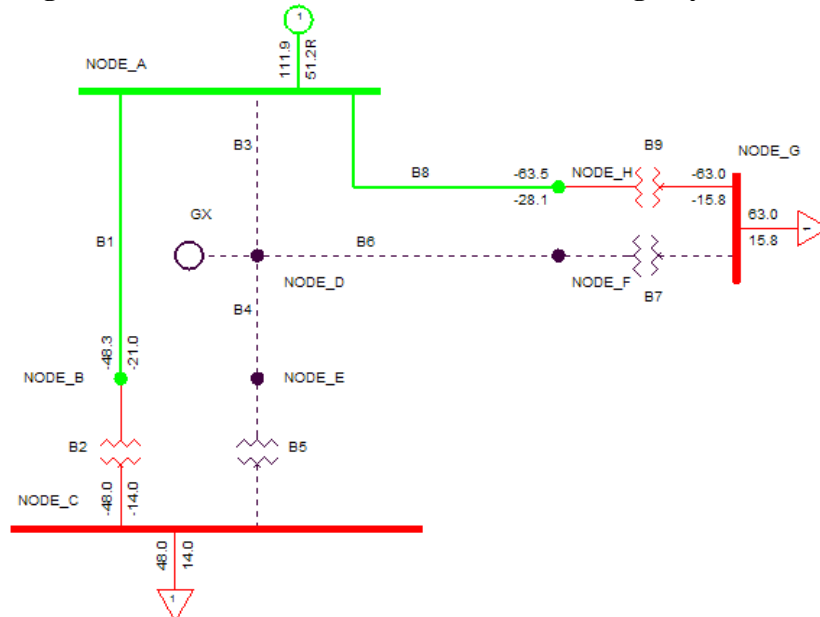 1
111.9
51.2R
NODE_A
B3
B9
NODE_G
B8
-63.5
NODE_H
-63.0
-28.1
-15.8
63.0
1
15.8
GX
B1
B6
NODE_D
NODE_F
B4
B7
-48.3
-21.0
NODE_B
NODE_E
B2
B5
NODE_C
-48.0
-14.0
48.0
14.0
1